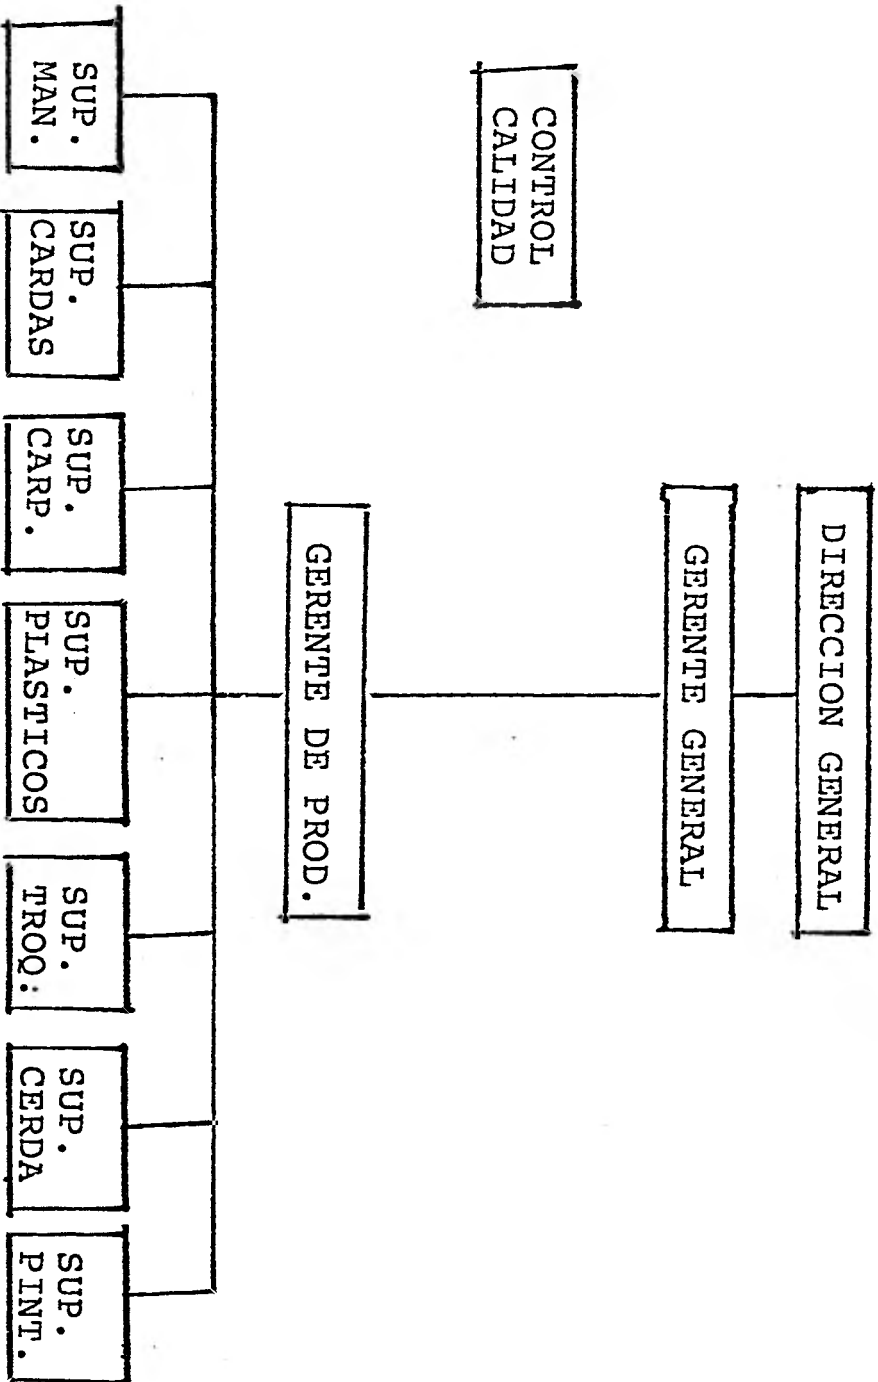 DIRECCION GENERAL
GERENTE GENERAL
CONTROL
CALIDAD
GERENTE DE PROD.
SUP.
MAN.
SUP.
CARDAS
SUP.
CARP.
SUP.
PLASTICOS
SUP.
TROQ.
SUP.
CERDA
SUP.
PINT.